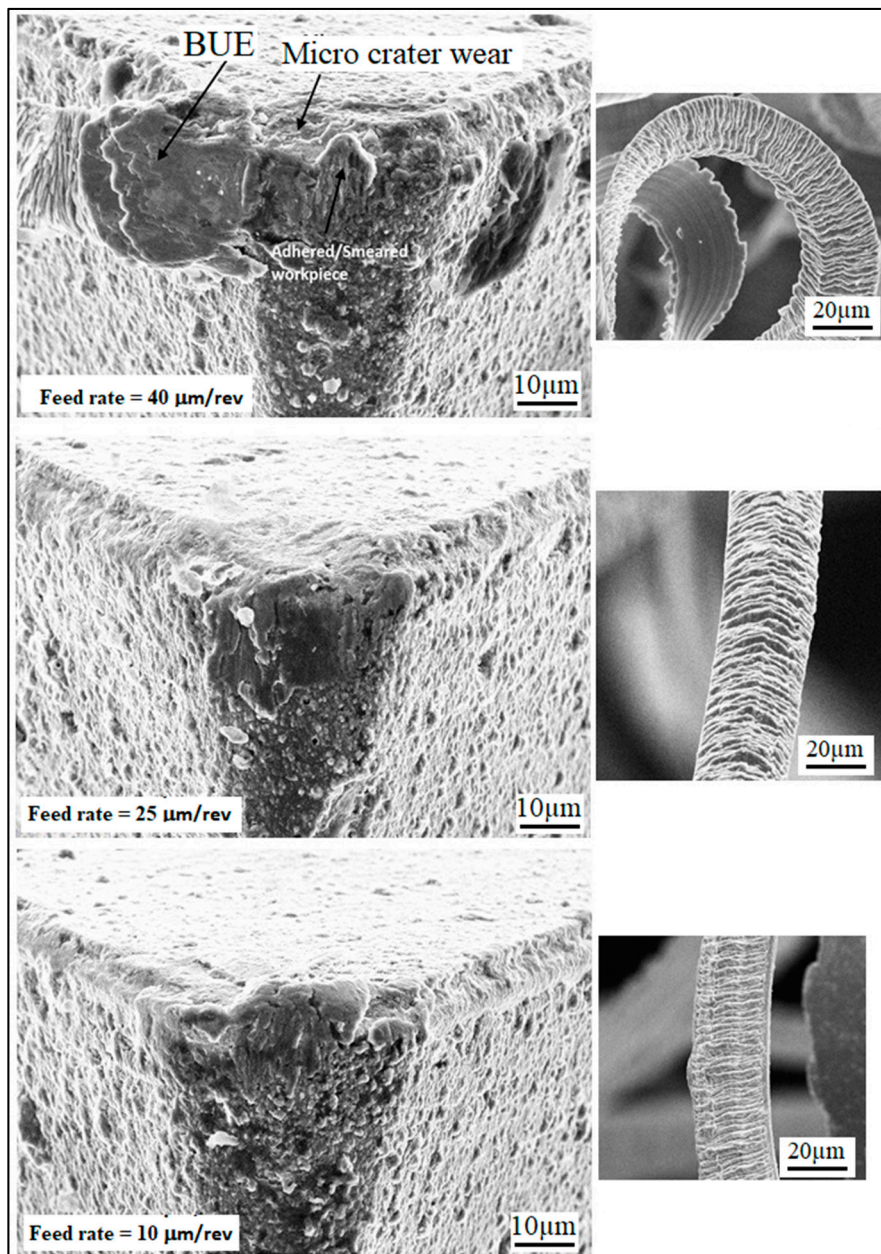 BUE
Micro crater wear
Adhered/Smeared
workpiece
Feed rate = 40 μm/rev
10μm
20μm
Feed rate = 25 μm/rev
10μm
20μm
Feed rate = 10 μm/rev
10μm
20μm